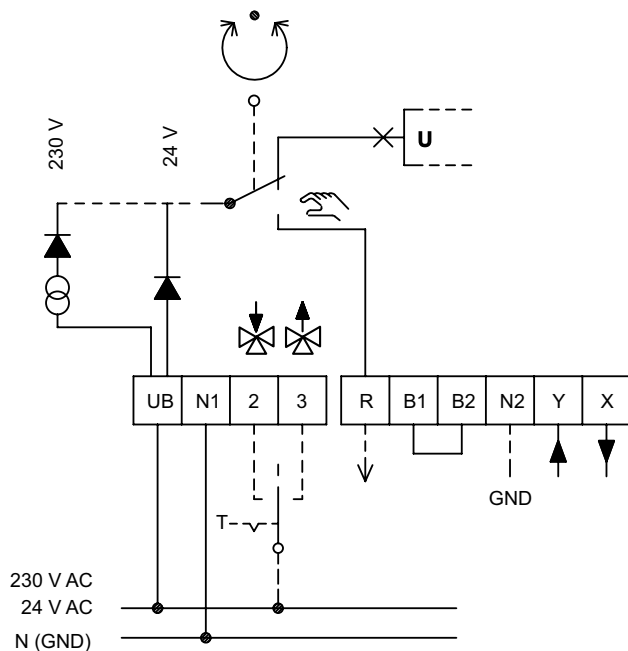 230 V
24 V
U
UB N1 2 3 R B1 B2 N2 Y X
GND
T
230 V AC
24 V AC
N (GND)